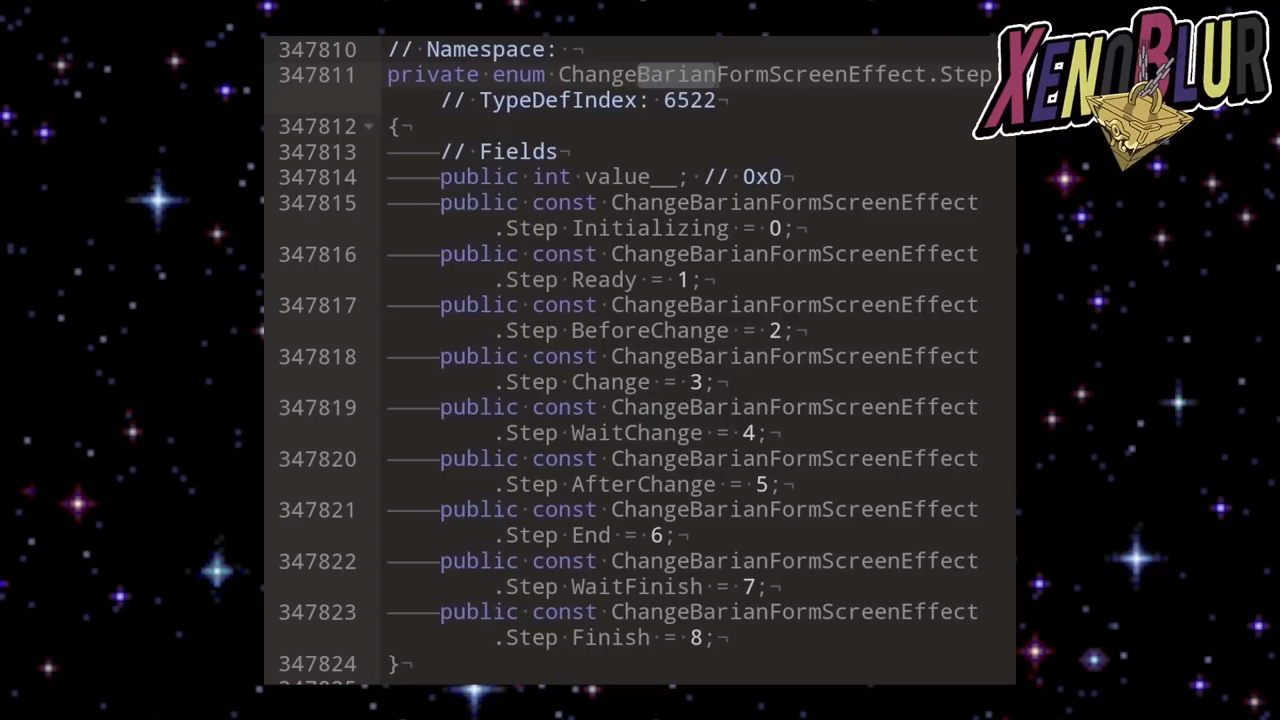 XENOBLUR
347810 // Namespace:
347811 private enum ChangeBarianFormScreenEffect.Step
// TypeDefIndex: 6522
347812 {
347813 // Fields
347814 public int value__; // 0x0
347815 public const ChangeBarianFormScreenEffect
.Step Initializing = 0;
347816 public const ChangeBarianFormScreenEffect
.Step Ready = 1;
347817 public const ChangeBarianFormScreenEffect
.Step BeforeChange = 2;
347818 public const ChangeBarianFormScreenEffect
.Step Change = 3;
347819 public const ChangeBarianFormScreenEffect
.Step WaitChange = 4;
347820 public const ChangeBarianFormScreenEffect
.Step AfterChange = 5;
347821 public const ChangeBarianFormScreenEffect
.Step End = 6;
347822 public const ChangeBarianFormScreenEffect
.Step WaitFinish = 7;
347823 public const ChangeBarianFormScreenEffect
.Step Finish = 8;
347824 }